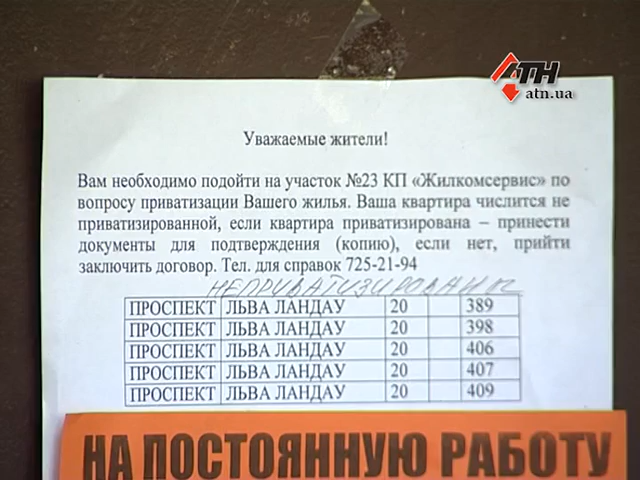 АТН
atn.ua
Уважаемые жители!
Вам необходимо подойти на участок №23 КП «Жилкомсервис» по
вопросу приватизации Вашего жилья. Ваша квартира числится не
приватизированной, если квартира приватизирована – принести
документы для подтверждения (копию), если нет, прийти
заключить договор. Тел. для справок 725-21-94
НЕПРИВАТИЗИРОВАНЫ
ПРОСПЕКТ ЛЬВА ЛАНДАУ 20 389
ПРОСПЕКТ ЛЬВА ЛАНДАУ 20 398
ПРОСПЕКТ ЛЬВА ЛАНДАУ 20 406
ПРОСПЕКТ ЛЬВА ЛАНДАУ 20 407
ПРОСПЕКТ ЛЬВА ЛАНДАУ 20 409
НА ПОСТОЯННУЮ РАБОТУ